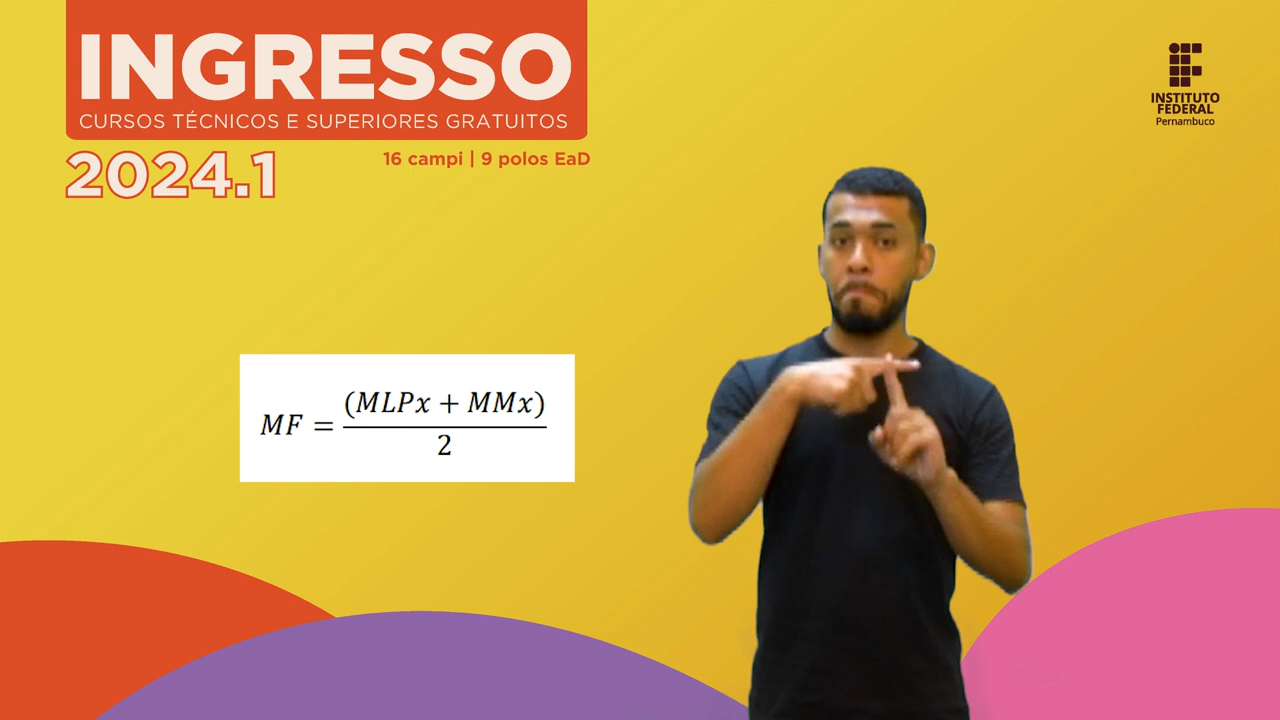 INGRESSO
CURSOS TÉCNICOS E SUPERIORES GRATUITOS
2024.1
16 campi | 9 polos EaD
INSTITUTO
FEDERAL
Pernambuco
MF = (MLPx + MMx) / 2